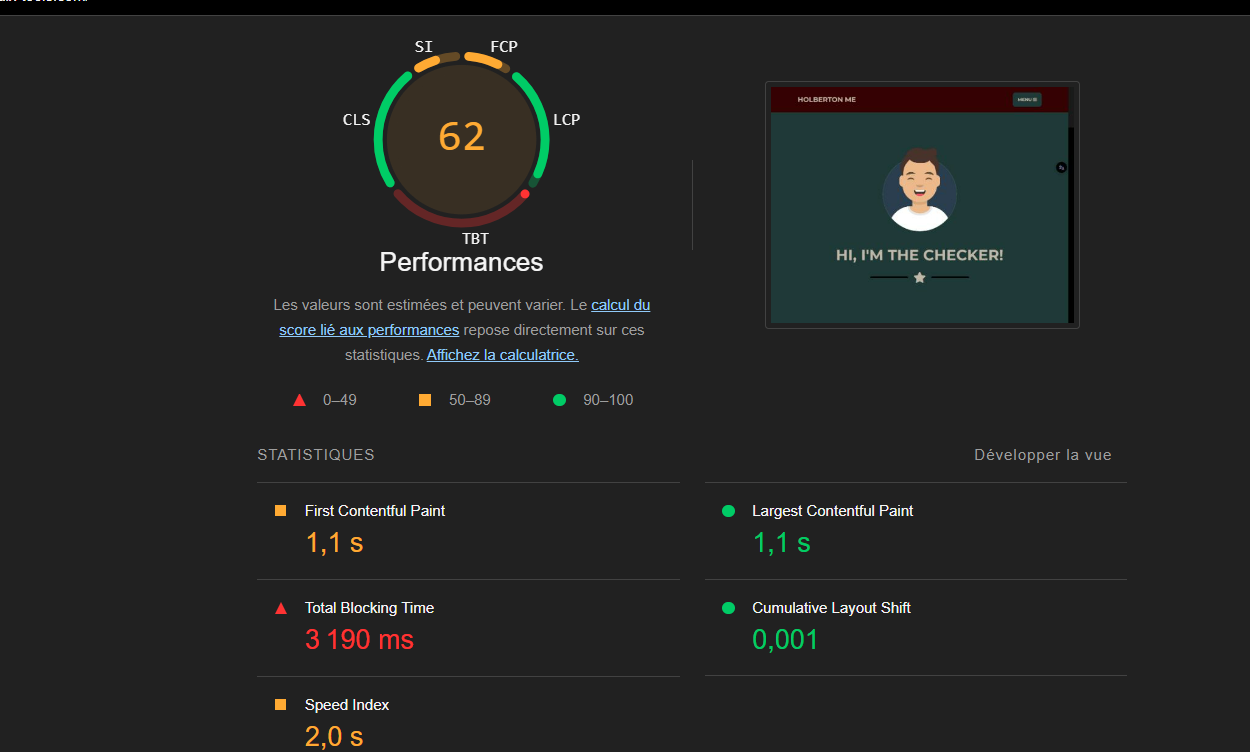 SI
FCP
CLS
62
LCP
TBT
Performances
Les valeurs sont estimées et peuvent varier. Le calcul du
score lié aux performances repose directement sur ces
statistiques. Affichez la calculatrice.
0–49
50–89
90–100
HOLBERTON ME
MENU
HI, I'M THE CHECKER!
STATISTIQUES
Développer la vue
First Contentful Paint
1,1 s
Largest Contentful Paint
1,1 s
Total Blocking Time
3 190 ms
Cumulative Layout Shift
0,001
Speed Index
2,0 s